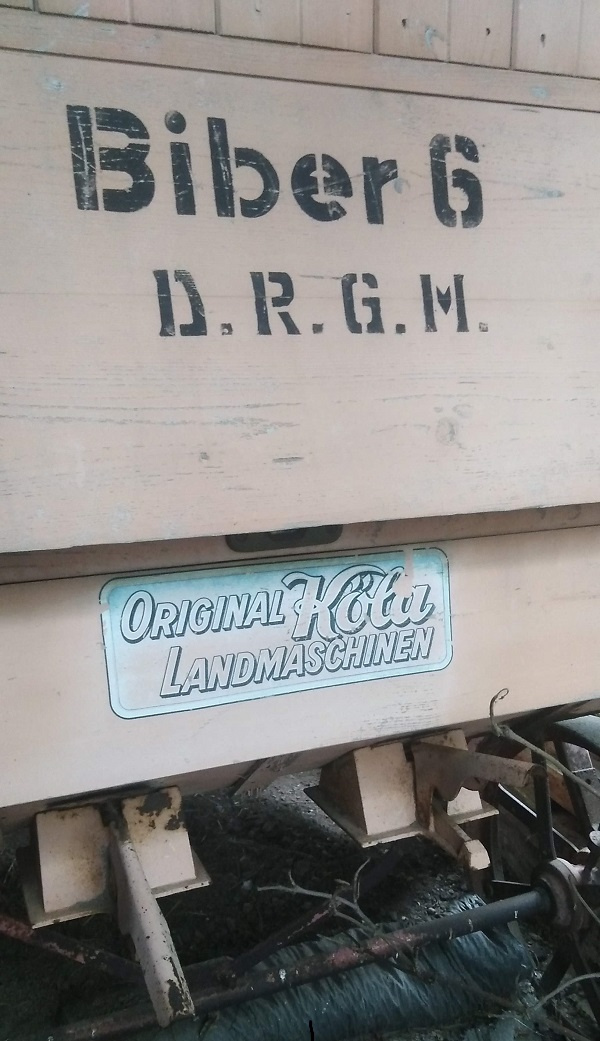 Biber 6
D.R.G.M.
ORIGINAL Köla
LANDMASCHINEN